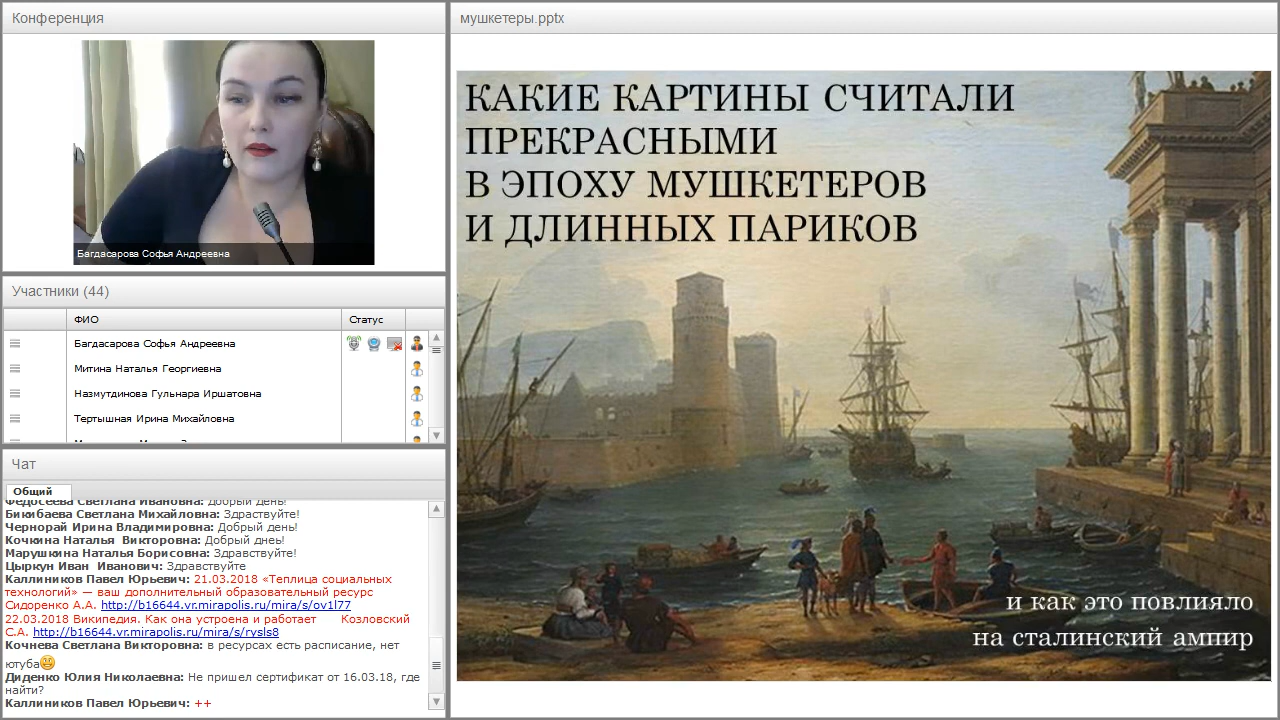 Конференция
Багдасарова Софья Андреевна
Участники (44)
ФИО
Статус
Багдасарова Софья Андреевна
Митина Наталья Георгиевна
Назмутдинова Гульнара Иршатовна
Тертышная Ирина Михайловна
Чат
Общий
Федосеева Светлана Ивановна: Добрый день!
Бикибаева Светлана Михайловна: Здраствуйте!
Чернорай Ирина Владимировна: Добрый день!
Кочкина Наталья Викторовна: Добрый днеь!
Марушкина Наталья Борисовна: Здравствуйте!
Цыркун Иван Иванович: Здравствуйте
Каллиников Павел Юрьевич: 21.03.2018 «Теплица социальных
технологий» — ваш дополнительный образовательный ресурс
Сидоренко А.А. http://b16644.vr.mirapolis.ru/mira/s/ov1l77
22.03.2018 Википедия. Как она устроена и работает Козловский
С.А. http://b16644.vr.mirapolis.ru/mira/s/rysls8
Кочнева Светлана Викторовна: в ресурсах есть расписание, нет
ютуба
Диденко Юлия Николаевна: Не пришел сертификат от 16.03.18, где
найти?
Каллиников Павел Юрьевич: ++
мушкетеры.pptx
КАКИЕ КАРТИНЫ СЧИТАЛИ
ПРЕКРАСНЫМИ
В ЭПОХУ МУШКЕТЕРОВ
И ДЛИННЫХ ПАРИКОВ
и как это повлияло
на сталинский ампир